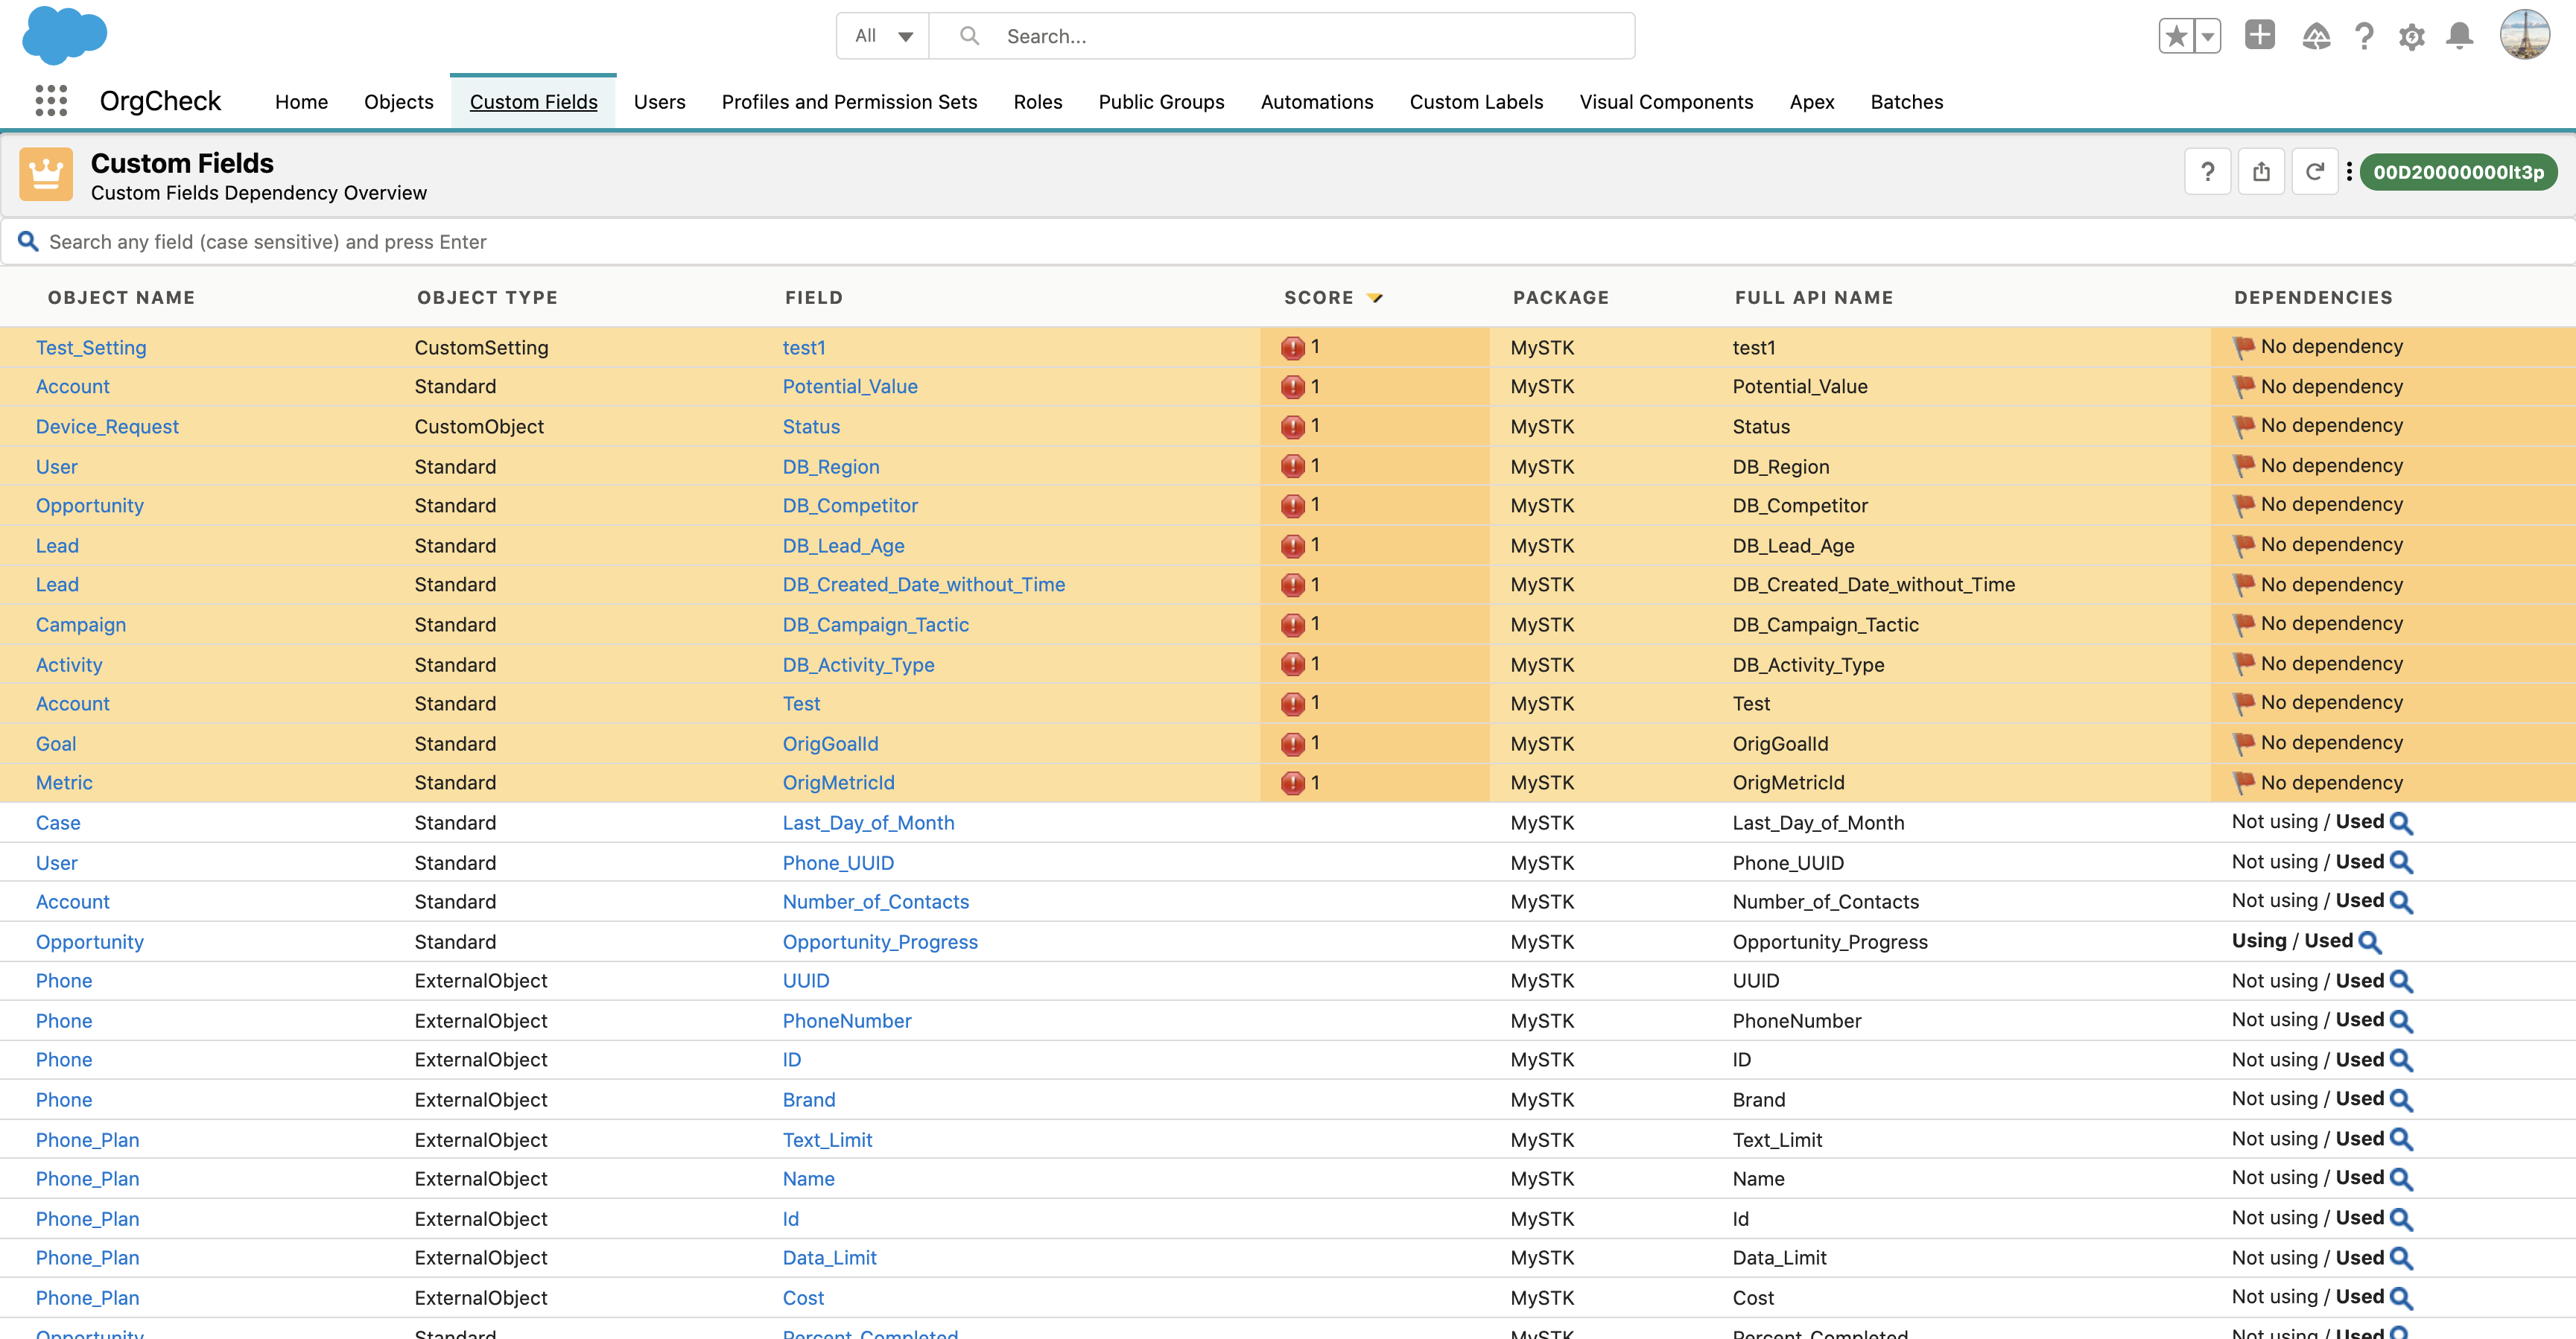 All Search...
OrgCheck Home Objects Custom Fields Users Profiles and Permission Sets Roles Public Groups Automations Custom Labels Visual Components Apex Batches
Custom Fields
Custom Fields Dependency Overview
? 00D20000000lt3p
Search any field (case sensitive) and press Enter
OBJECT NAME OBJECT TYPE FIELD SCORE PACKAGE FULL API NAME DEPENDENCIES
Test_Setting CustomSetting test1 1 MySTK test1 No dependency
Account Standard Potential_Value 1 MySTK Potential_Value No dependency
Device_Request CustomObject Status 1 MySTK Status No dependency
User Standard DB_Region 1 MySTK DB_Region No dependency
Opportunity Standard DB_Competitor 1 MySTK DB_Competitor No dependency
Lead Standard DB_Lead_Age 1 MySTK DB_Lead_Age No dependency
Lead Standard DB_Created_Date_without_Time 1 MySTK DB_Created_Date_without_Time No dependency
Campaign Standard DB_Campaign_Tactic 1 MySTK DB_Campaign_Tactic No dependency
Activity Standard DB_Activity_Type 1 MySTK DB_Activity_Type No dependency
Account Standard Test 1 MySTK Test No dependency
Goal Standard OrigGoalId 1 MySTK OrigGoalId No dependency
Metric Standard OrigMetricId 1 MySTK OrigMetricId No dependency
Case Standard Last_Day_of_Month MySTK Last_Day_of_Month Not using / Used
User Standard Phone_UUID MySTK Phone_UUID Not using / Used
Account Standard Number_of_Contacts MySTK Number_of_Contacts Not using / Used
Opportunity Standard Opportunity_Progress MySTK Opportunity_Progress Using / Used
Phone ExternalObject UUID MySTK UUID Not using / Used
Phone ExternalObject PhoneNumber MySTK PhoneNumber Not using / Used
Phone ExternalObject ID MySTK ID Not using / Used
Phone ExternalObject Brand MySTK Brand Not using / Used
Phone_Plan ExternalObject Text_Limit MySTK Text_Limit Not using / Used
Phone_Plan ExternalObject Name MySTK Name Not using / Used
Phone_Plan ExternalObject Id MySTK Id Not using / Used
Phone_Plan ExternalObject Data_Limit MySTK Data_Limit Not using / Used
Phone_Plan ExternalObject Cost MySTK Cost Not using / Used
Opportunity Standard Percent_Completed MySTK Percent_Completed Not using / Used